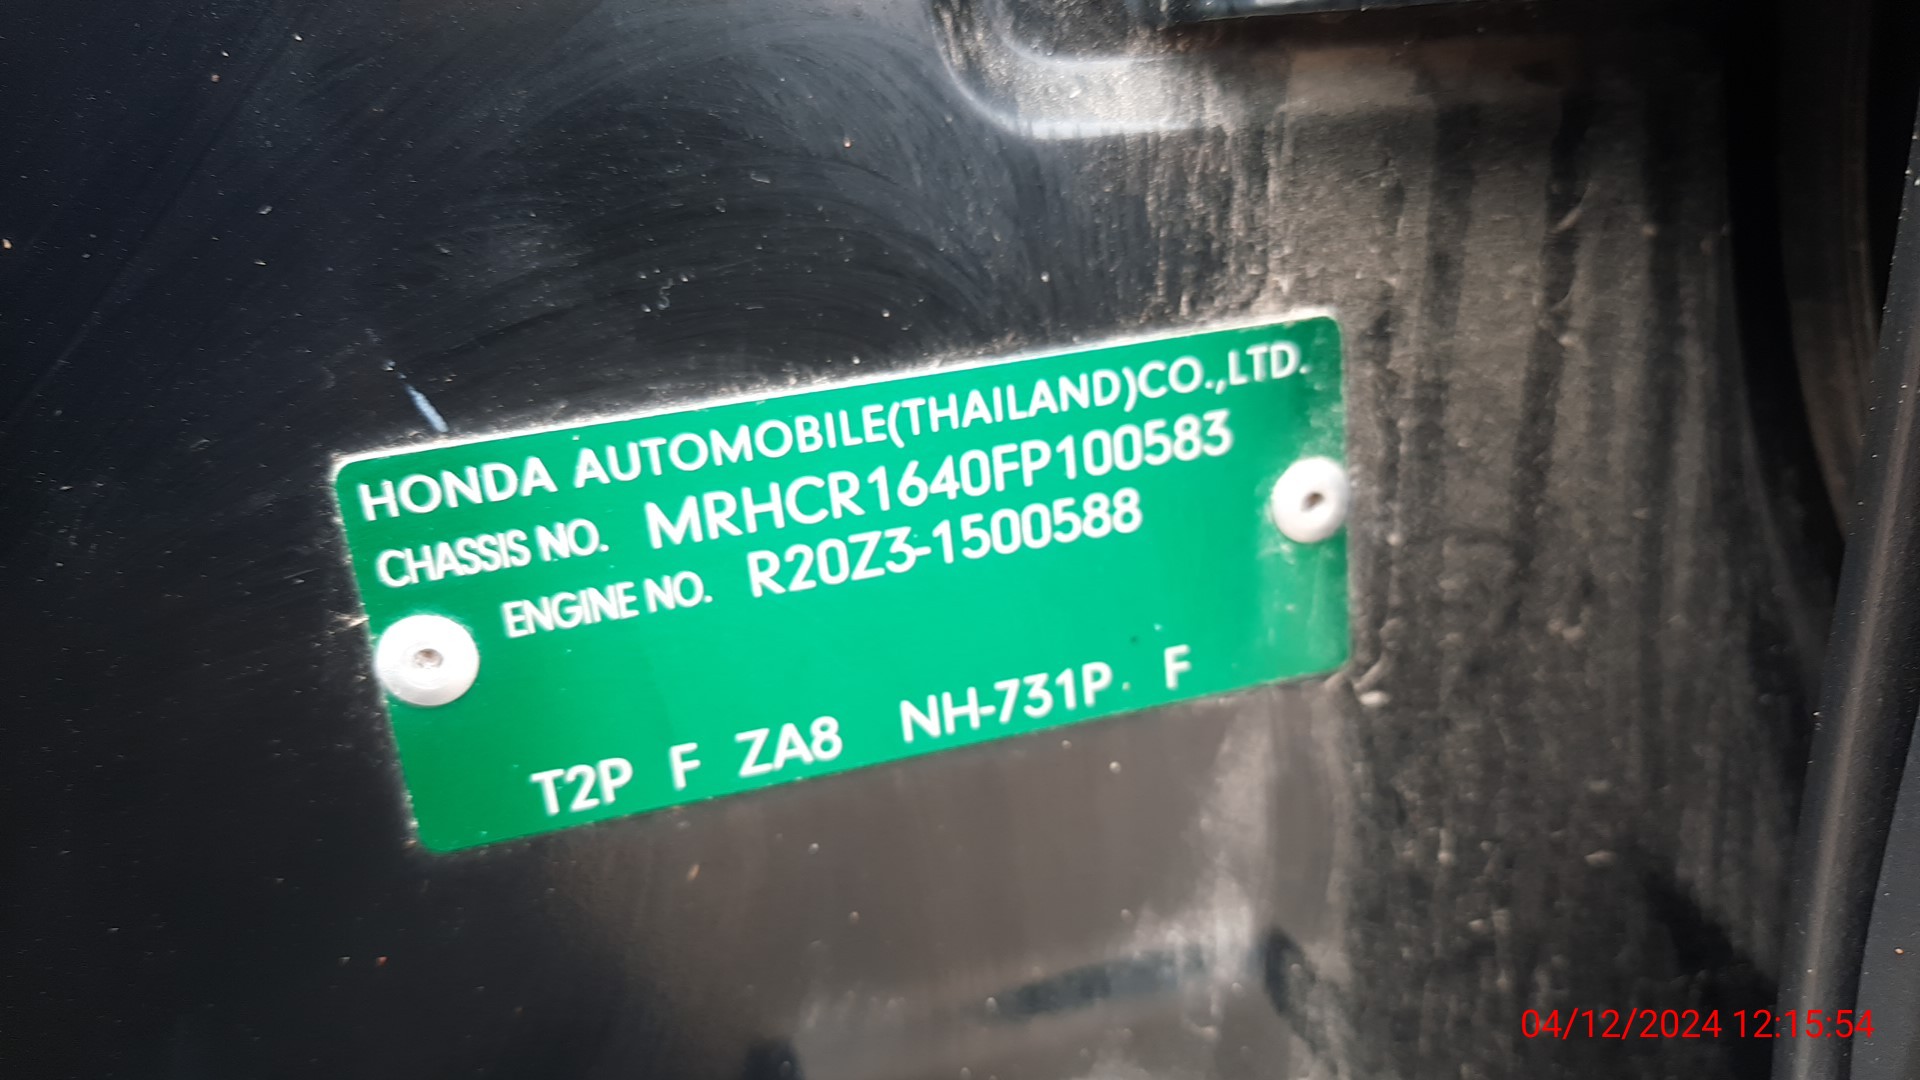 HONDA AUTOMOBILE(THAILAND)CO.,LTD.
CHASSIS NO. MRHCR1640FP100583
ENGINE NO. R20Z3-1500588
T2P F ZA8 NH-731P F
04/12/2024 12:15:54